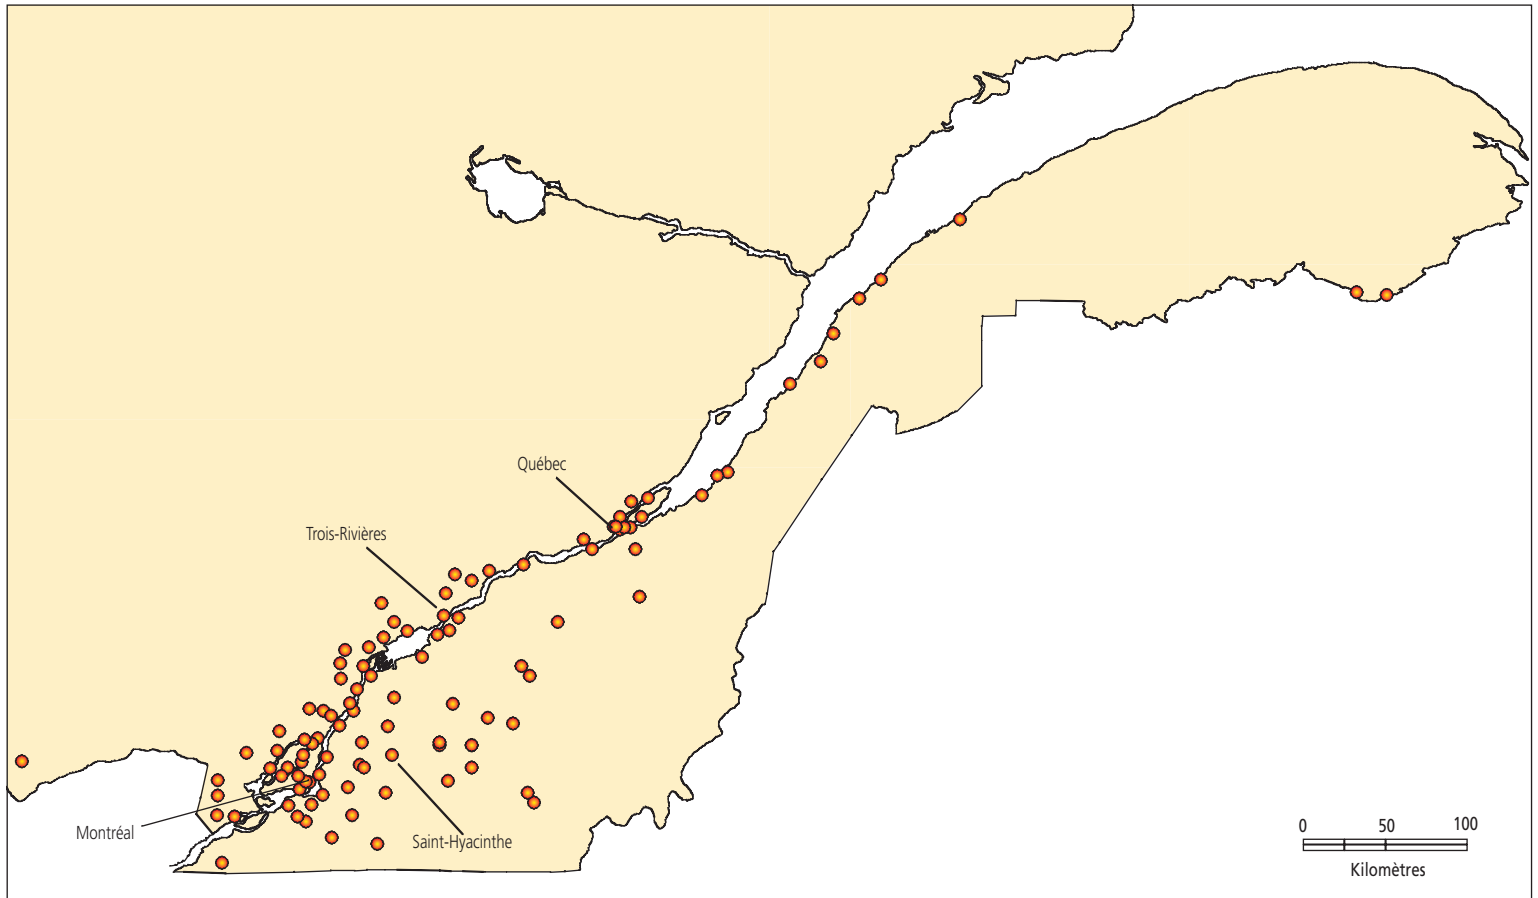 Québec
Trois-Rivières
Montréal
Saint-Hyacinthe
0 50 100
Kilomètres